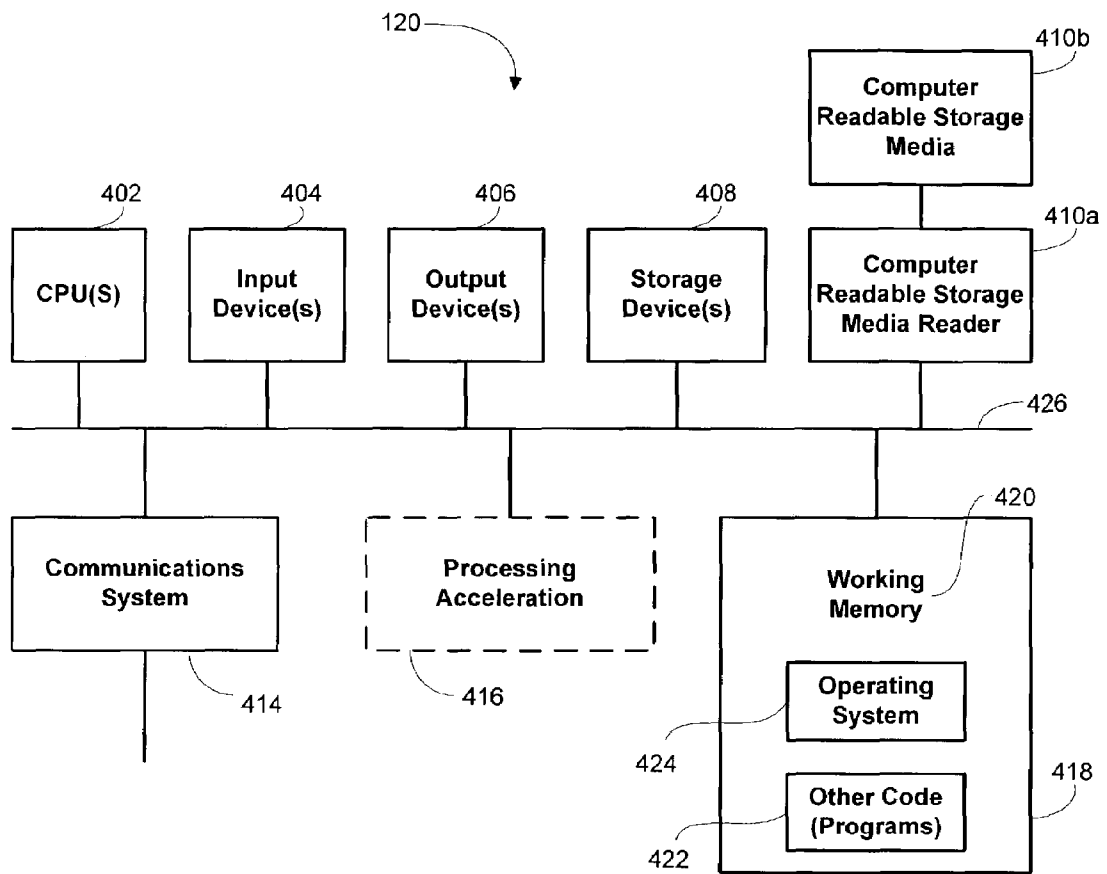 120
410b
Computer
Readable Storage
Media
402
404
406
408
410a
CPU(S)
Input
Device(s)
Output
Device(s)
Storage
Device(s)
Computer
Readable Storage
Media Reader
426
Communications
System
414
Processing
Acceleration
416
420
Working
Memory
Operating
System
424
418
Other Code
(Programs)
422